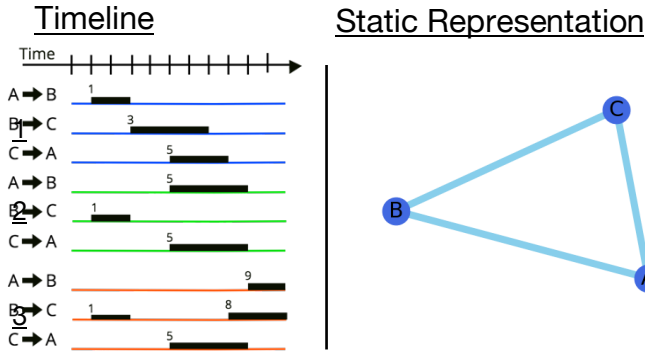 Timeline
Static Representation
Time
1
A → B
3
B → C
1
5
C → A
5
A → B
1
B → C
2
5
C → A
9
A → B
1
8
B → C
3
5
C → A
C
B
A